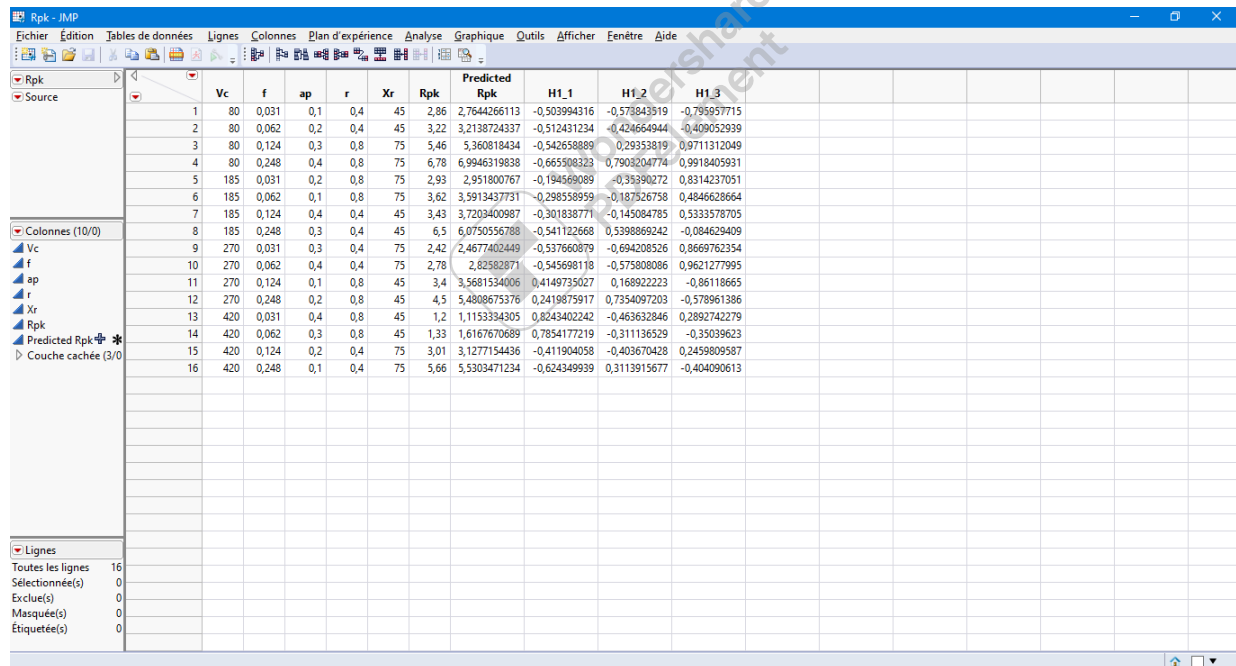 Rpk - JMP
Fichier Édition Tables de données Lignes Colonnes Plan d'expérience Analyse Graphique Outils Afficher Fenêtre Aide
Rpk
Source
Vc f ap r Xr Rpk Predicted Rpk H1_1 H1_2 H1_3
1 80 0,031 0,1 0,4 45 2,86 2,7644266113 -0,503994316 -0,573843519 -0,795957715
2 80 0,062 0,2 0,4 45 3,22 3,2138724337 -0,512431234 -0,424664944 -0,409052939
3 80 0,124 0,3 0,8 75 5,46 5,360818434 -0,542658889 0,29353819 0,9711312049
4 80 0,248 0,4 0,8 75 6,78 6,9946319838 -0,665508323 0,7903204774 0,9918405931
5 185 0,031 0,2 0,8 75 2,93 2,951800767 -0,194569089 -0,35390272 0,8314237051
6 185 0,062 0,1 0,8 75 3,62 3,5913437731 -0,298558959 -0,187526758 0,4846628664
7 185 0,124 0,4 0,4 45 3,43 3,7203400987 -0,301838771 -0,145084785 0,5333578705
8 185 0,248 0,3 0,4 45 6,5 6,0750556788 -0,541122668 0,5398869242 -0,084629409
9 270 0,031 0,3 0,4 75 2,42 2,4677402449 -0,537660879 -0,694208526 0,8669762354
10 270 0,062 0,4 0,4 75 2,78 2,82582871 -0,545698118 -0,575808086 0,9621277995
11 270 0,124 0,1 0,8 45 3,4 3,5681534006 0,4149735027 0,168922223 -0,86118665
12 270 0,248 0,2 0,8 45 4,5 5,4808675376 0,2419875917 0,7354097203 -0,578961386
13 420 0,031 0,4 0,8 45 1,2 1,1153334305 0,8243402242 -0,463632846 0,2892742279
14 420 0,062 0,3 0,8 45 1,33 1,6167670689 0,7854177219 -0,311136529 -0,35039623
15 420 0,124 0,2 0,4 75 3,01 3,1277154436 -0,411904058 -0,403670428 0,2459809587
16 420 0,248 0,1 0,4 75 5,66 5,5303471234 -0,624349939 0,3113915677 -0,404090613
Colonnes (10/0)
Vc
f
ap
r
Xr
Rpk
Predicted Rpk
Couche cachée (3/0
Lignes
Toutes les lignes 16
Sélectionnée(s) 0
Exclue(s) 0
Masquée(s) 0
Étiquetée(s) 0
Wondershare
PDFelement